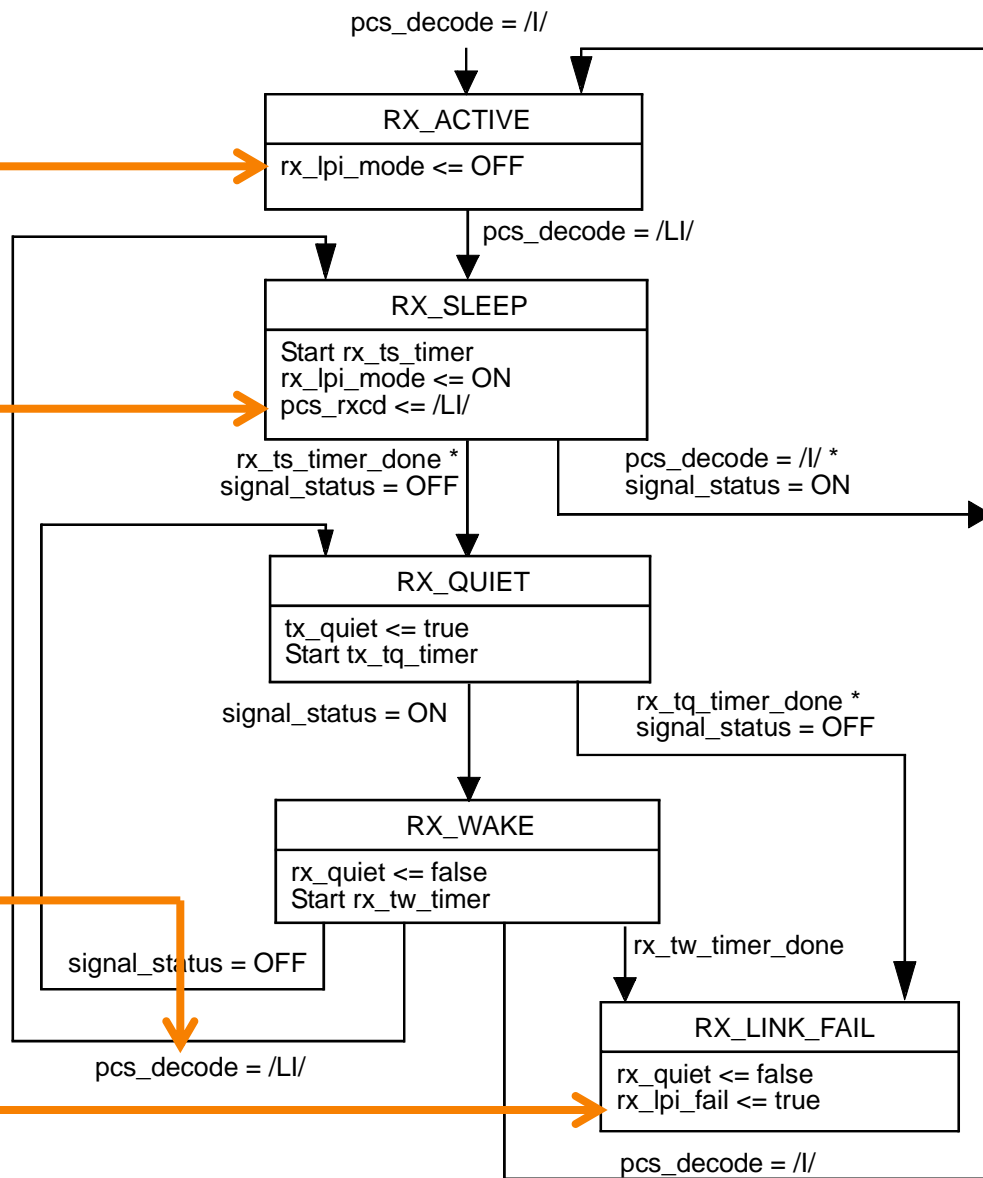 pcs_decode = /I/
RX_ACTIVE
rx_lpi_mode <= OFF
pcs_decode = /LI/
RX_SLEEP
Start rx_ts_timer
rx_lpi_mode <= ON
pcs_rxcd <= /LI/
rx_ts_timer_done *
signal_status = OFF
pcs_decode = /I/ *
signal_status = ON
RX_QUIET
tx_quiet <= true
Start tx_tq_timer
signal_status = ON
rx_tq_timer_done *
signal_status = OFF
RX_WAKE
rx_quiet <= false
Start rx_tw_timer
signal_status = OFF
rx_tw_timer_done
pcs_decode = /LI/
RX_LINK_FAIL
rx_quiet <= false
rx_lpi_fail <= true
pcs_decode = /I/